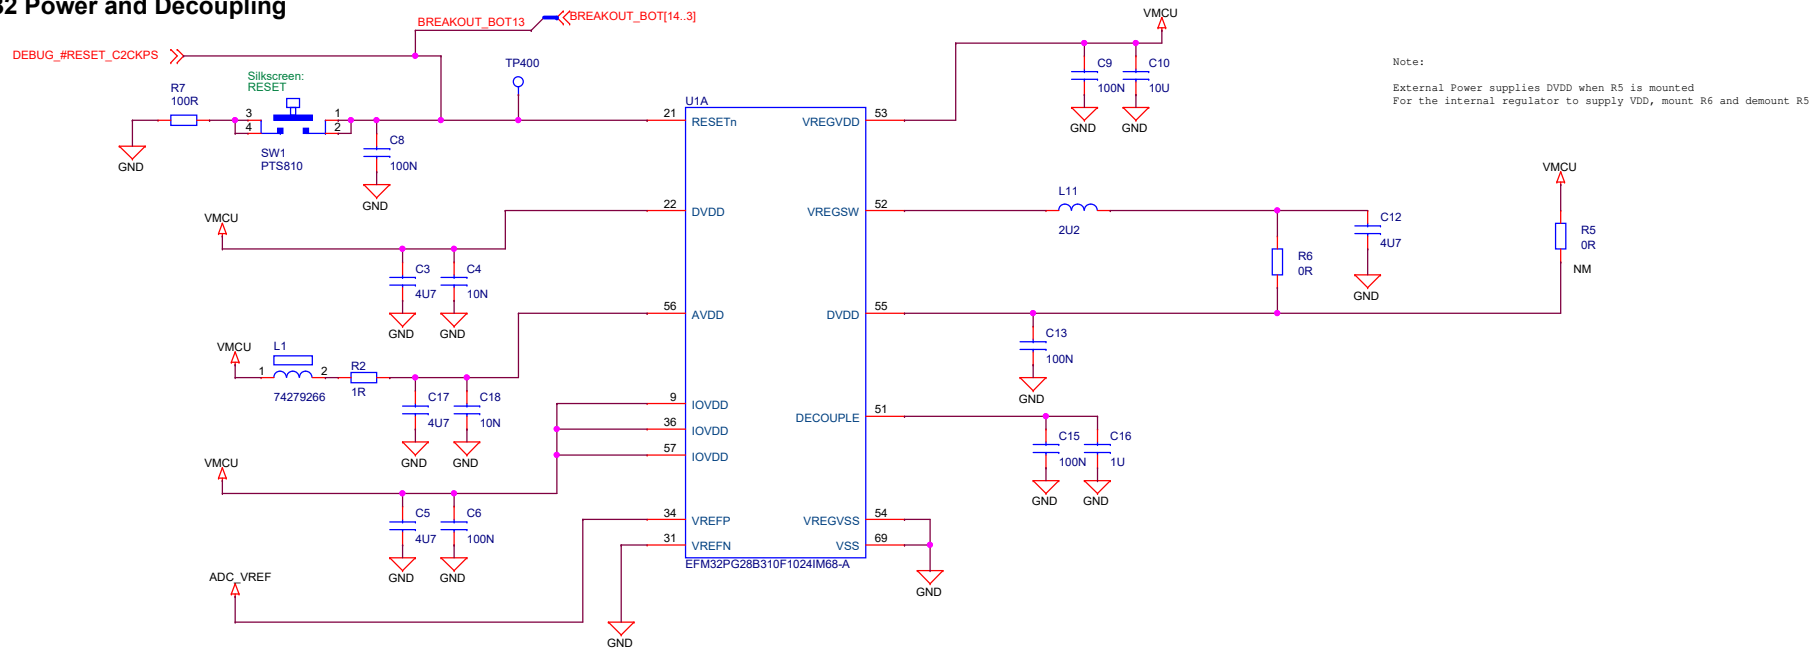 32 Power and Decoupling
BREAKOUT_BOT13
BREAKOUT_BOT[14..3]
DEBUG_#RESET_C2CKPS
VMCU
C9
100N
C10
10U
GND
GND
Note:
External Power supplies DVDD when R5 is mounted
For the internal regulator to supply VDD, mount R6 and demount R5
TP400
Silkscreen:
RESET
R7
100R
3
4
1
2
SW1
PTS810
GND
C8
100N
GND
U1A
21
RESETn
VREGVDD
53
VMCU
22
DVDD
C3
4U7
C4
10N
GND
GND
VREGSW
52
L11
2U2
R6
0R
C12
4U7
GND
VMCU
R5
0R
NM
56
AVDD
DVDD
55
C13
100N
GND
VMCU
L1
1
2
74279266
R2
1R
C17
4U7
C18
10N
GND
GND
9
IOVDD
36
IOVDD
57
IOVDD
DECOUPLE
51
C15
100N
C16
1U
GND
GND
VMCU
C5
4U7
C6
100N
GND
GND
34
VREFP
31
VREFN
VREGVSS
54
VSS
69
GND
EFM32PG28B310F1024IM68-A
ADC_VREF
GND